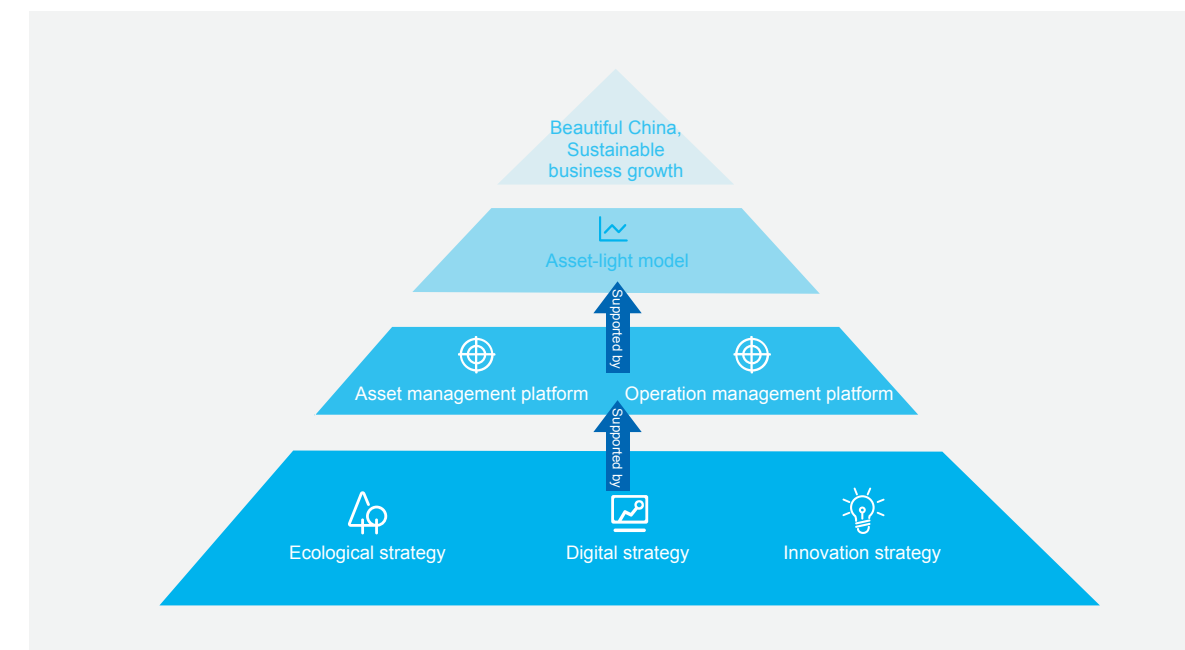 Beautiful China,
Sustainable
business growth
Asset-light model
Supported by
Asset management platform
Operation management platform
Supported by
Ecological strategy
Digital strategy
Innovation strategy